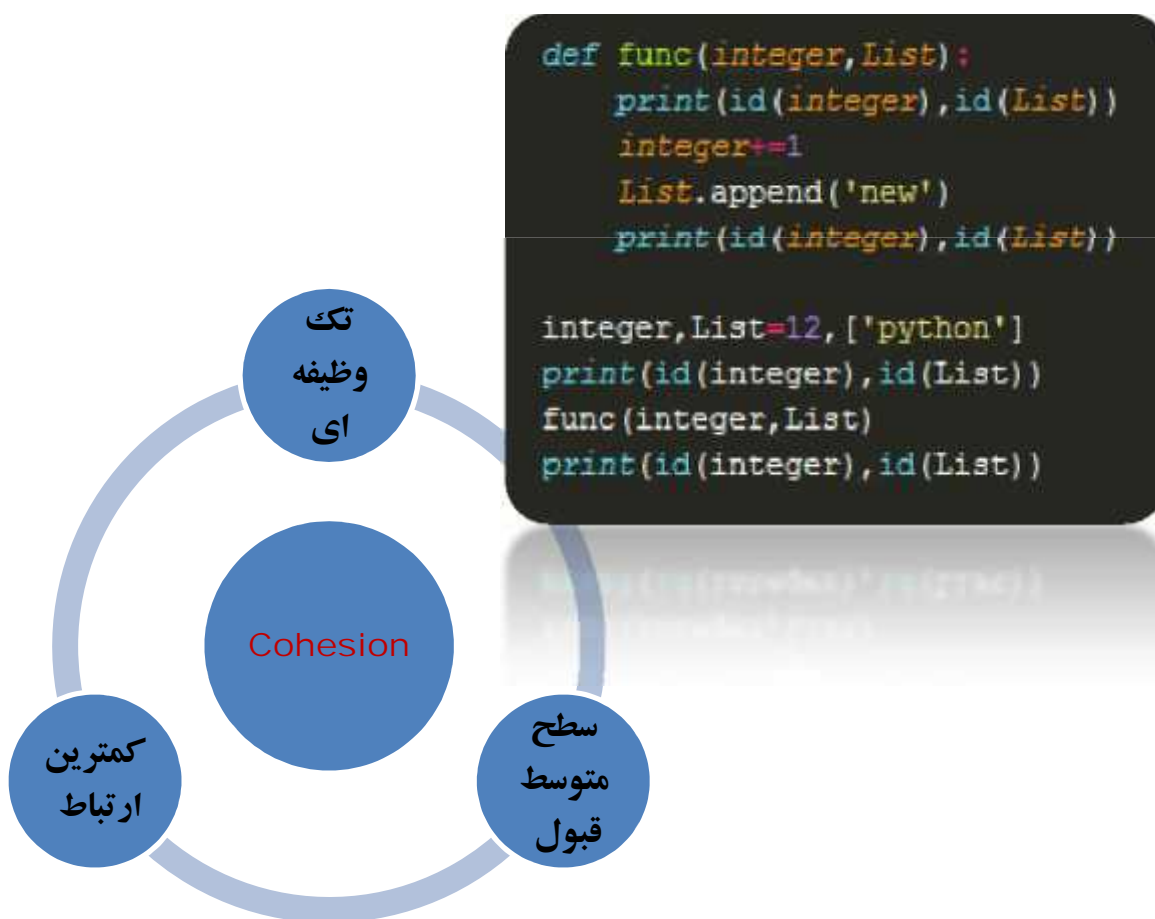 def func(integer,List):
    print(id(integer),id(List))
    integer+=1
    List.append('new')
    print(id(integer),id(List))
integer,List=12,['python']
print(id(integer),id(List))
func(integer,List)
print(id(integer),id(List))
تک
وظیفه
ای
Cohesion
کمترین
ارتباط
سطح
متوسط
قبول